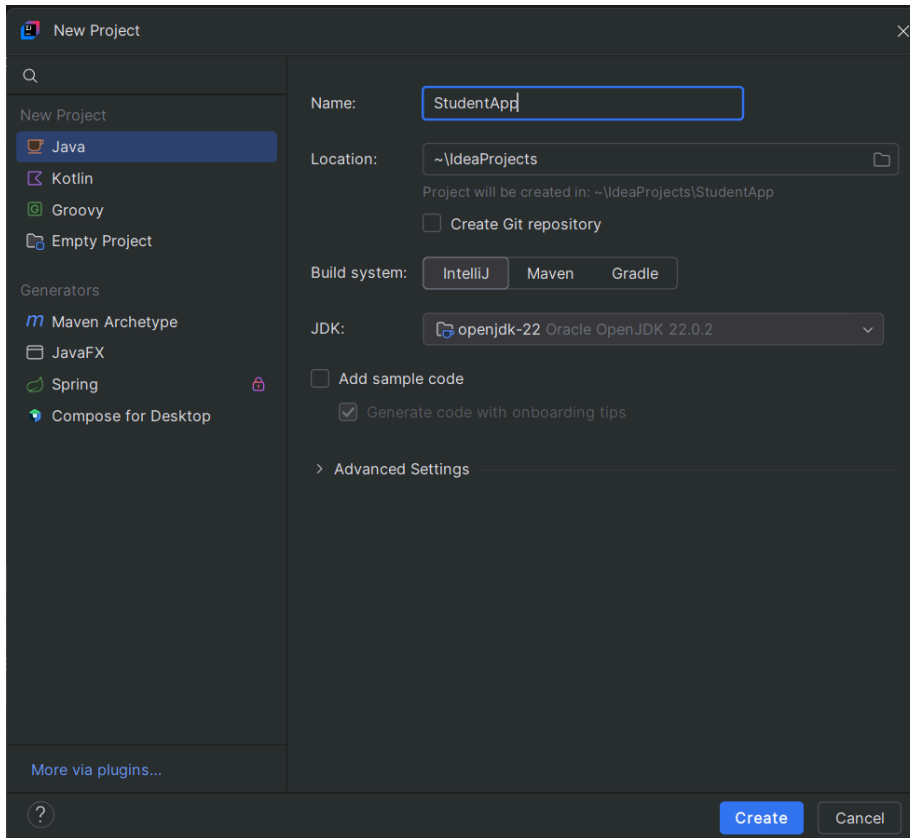 New Project
New Project
Java
Kotlin
Groovy
Empty Project
Generators
Maven Archetype
JavaFX
Spring
Compose for Desktop
More via plugins...
Name: StudentApp
Location: ~\IdeaProjects
Project will be created in: ~\IdeaProjects\StudentApp
Create Git repository
Build system: IntelliJ Maven Gradle
JDK: openjdk-22 Oracle OpenJDK 22.0.2
Add sample code
Generate code with onboarding tips
Advanced Settings
? Create Cancel